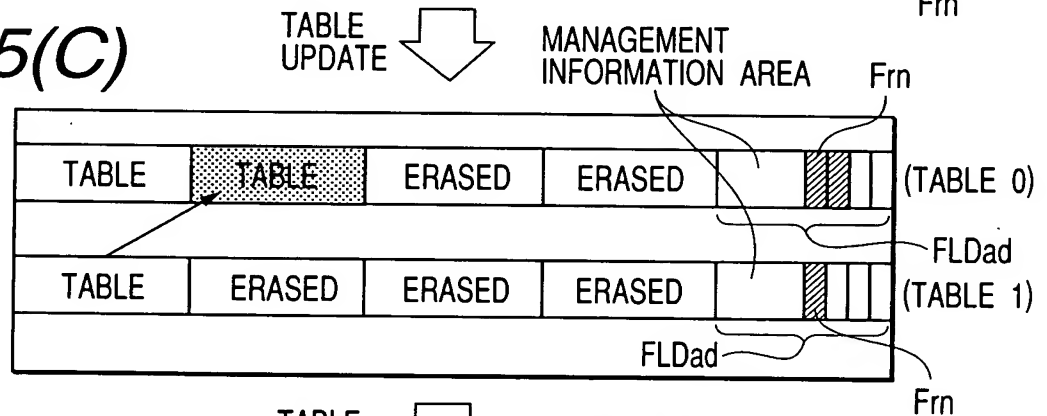 Frn
5(C)
TABLE
UPDATE
MANAGEMENT
INFORMATION AREA
Frn
TABLE TABLE ERASED ERASED (TABLE 0)
FLDad
TABLE ERASED ERASED ERASED (TABLE 1)
FLDad
Frn
TABLE